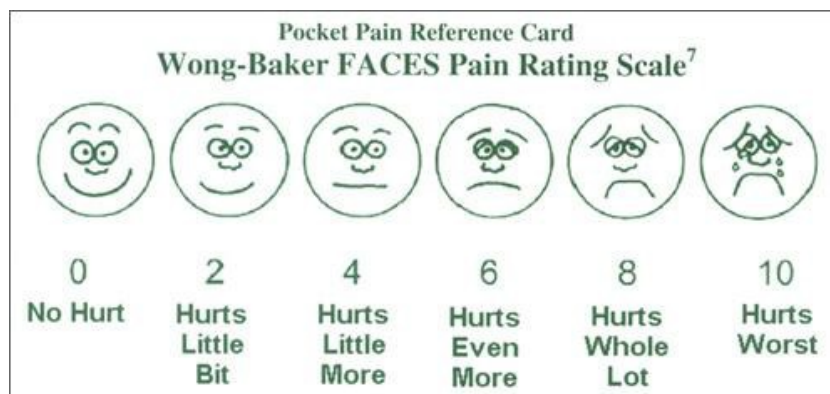 Pocket Pain Reference Card
Wong-Baker FACES Pain Rating Scale7
0 2 4 6 8 10
No Hurt Hurts Hurts Hurts Hurts Hurts
Little Little Even Whole Worst
Bit More More Lot